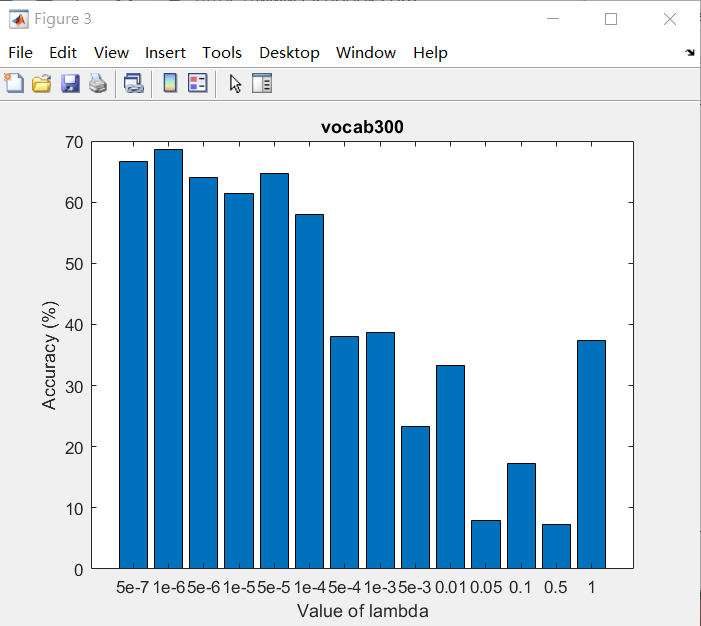 Figure 3
File Edit View Insert Tools Desktop Window Help
vocab300
70
60
50
40
30
20
10
0
Accuracy (%)
5e-7 1e-6 5e-6 1e-5 5e-5 1e-4 5e-4 1e-3 5e-3 0.01 0.05 0.1 0.5 1
Value of lambda